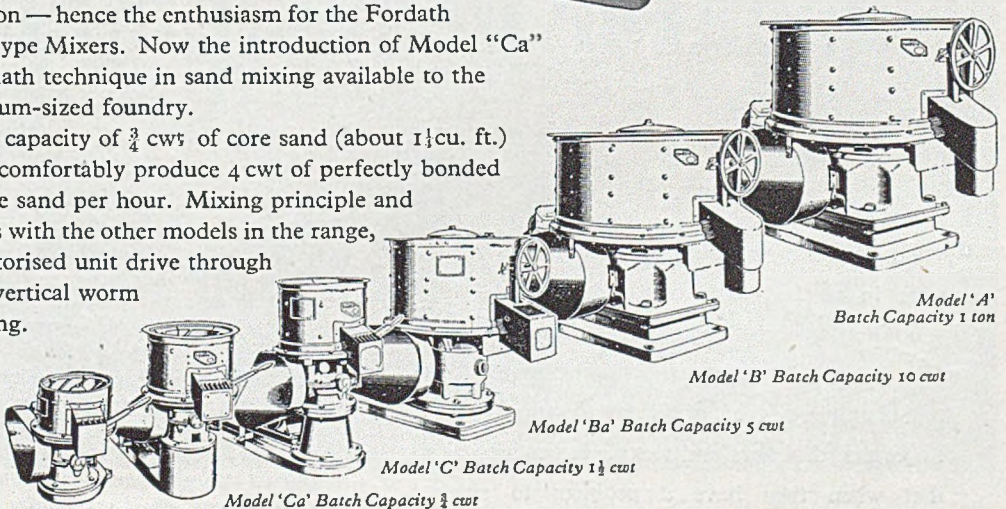 on — hence the enthusiasm for the Fordath
ype Mixers. Now the introduction of Model “Ca”
ath technique in sand mixing available to the
um-sized foundry.
capacity of ¾ cwt of core sand (about 1¼cu. ft.)
comfortably produce 4 cwt of perfectly bonded
e sand per hour. Mixing principle and
s with the other models in the range,
torised unit drive through
vertical worm
ng.
Model ‘A’
Batch Capacity 1 ton
Model ‘B’ Batch Capacity 10 cwt
Model ‘Ba’ Batch Capacity 5 cwt
Model ‘C’ Batch Capacity 1½ cwt
Model ‘Ca’ Batch Capacity ¾ cwt